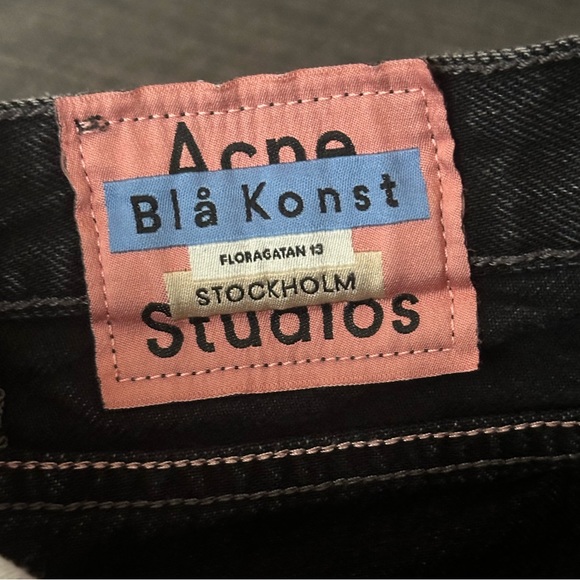 Acne
Blå Konst
FLORAGATAN 13
STOCKHOLM
Studios